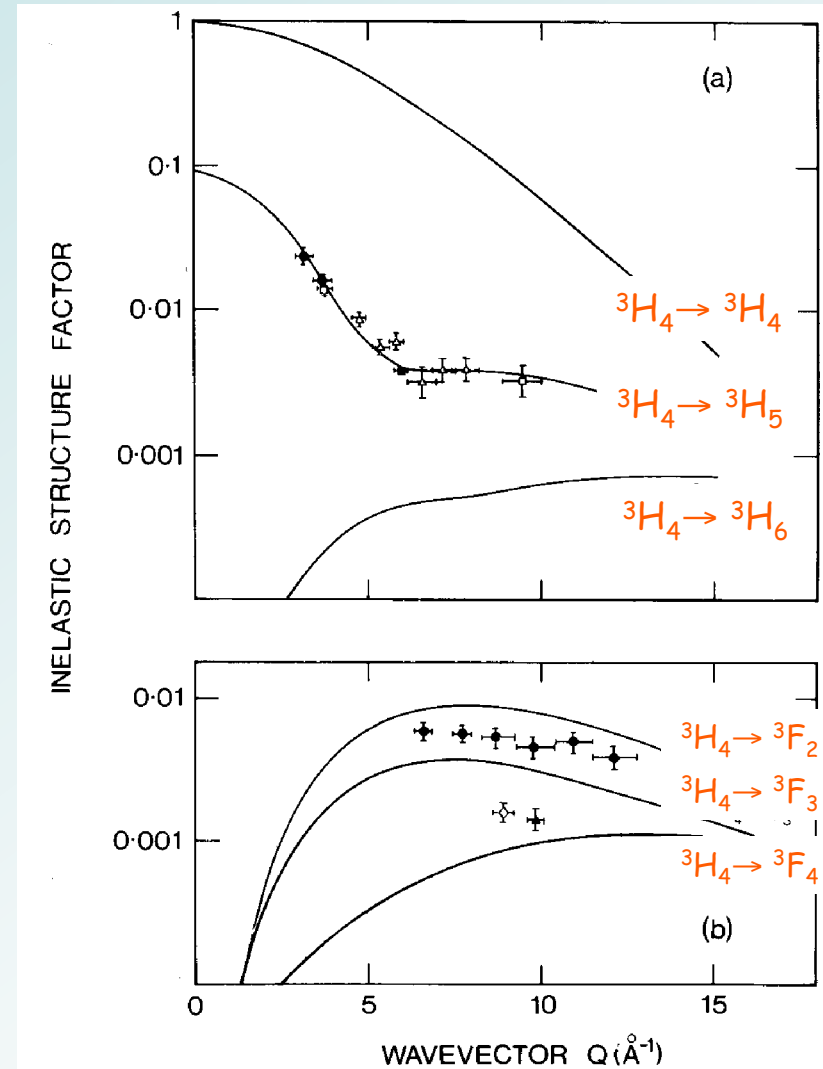 1
(a)
0·1
0·01
³H₄ → ³H₄
³H₄ → ³H₅
0·001
³H₄ → ³H₆
INELASTIC STRUCTURE FACTOR
0·01
³H₄ → ³F₂
³H₄ → ³F₃
0·001
³H₄ → ³F₄
(b)
0 5 10 15
WAVEVECTOR Q(Å⁻¹)